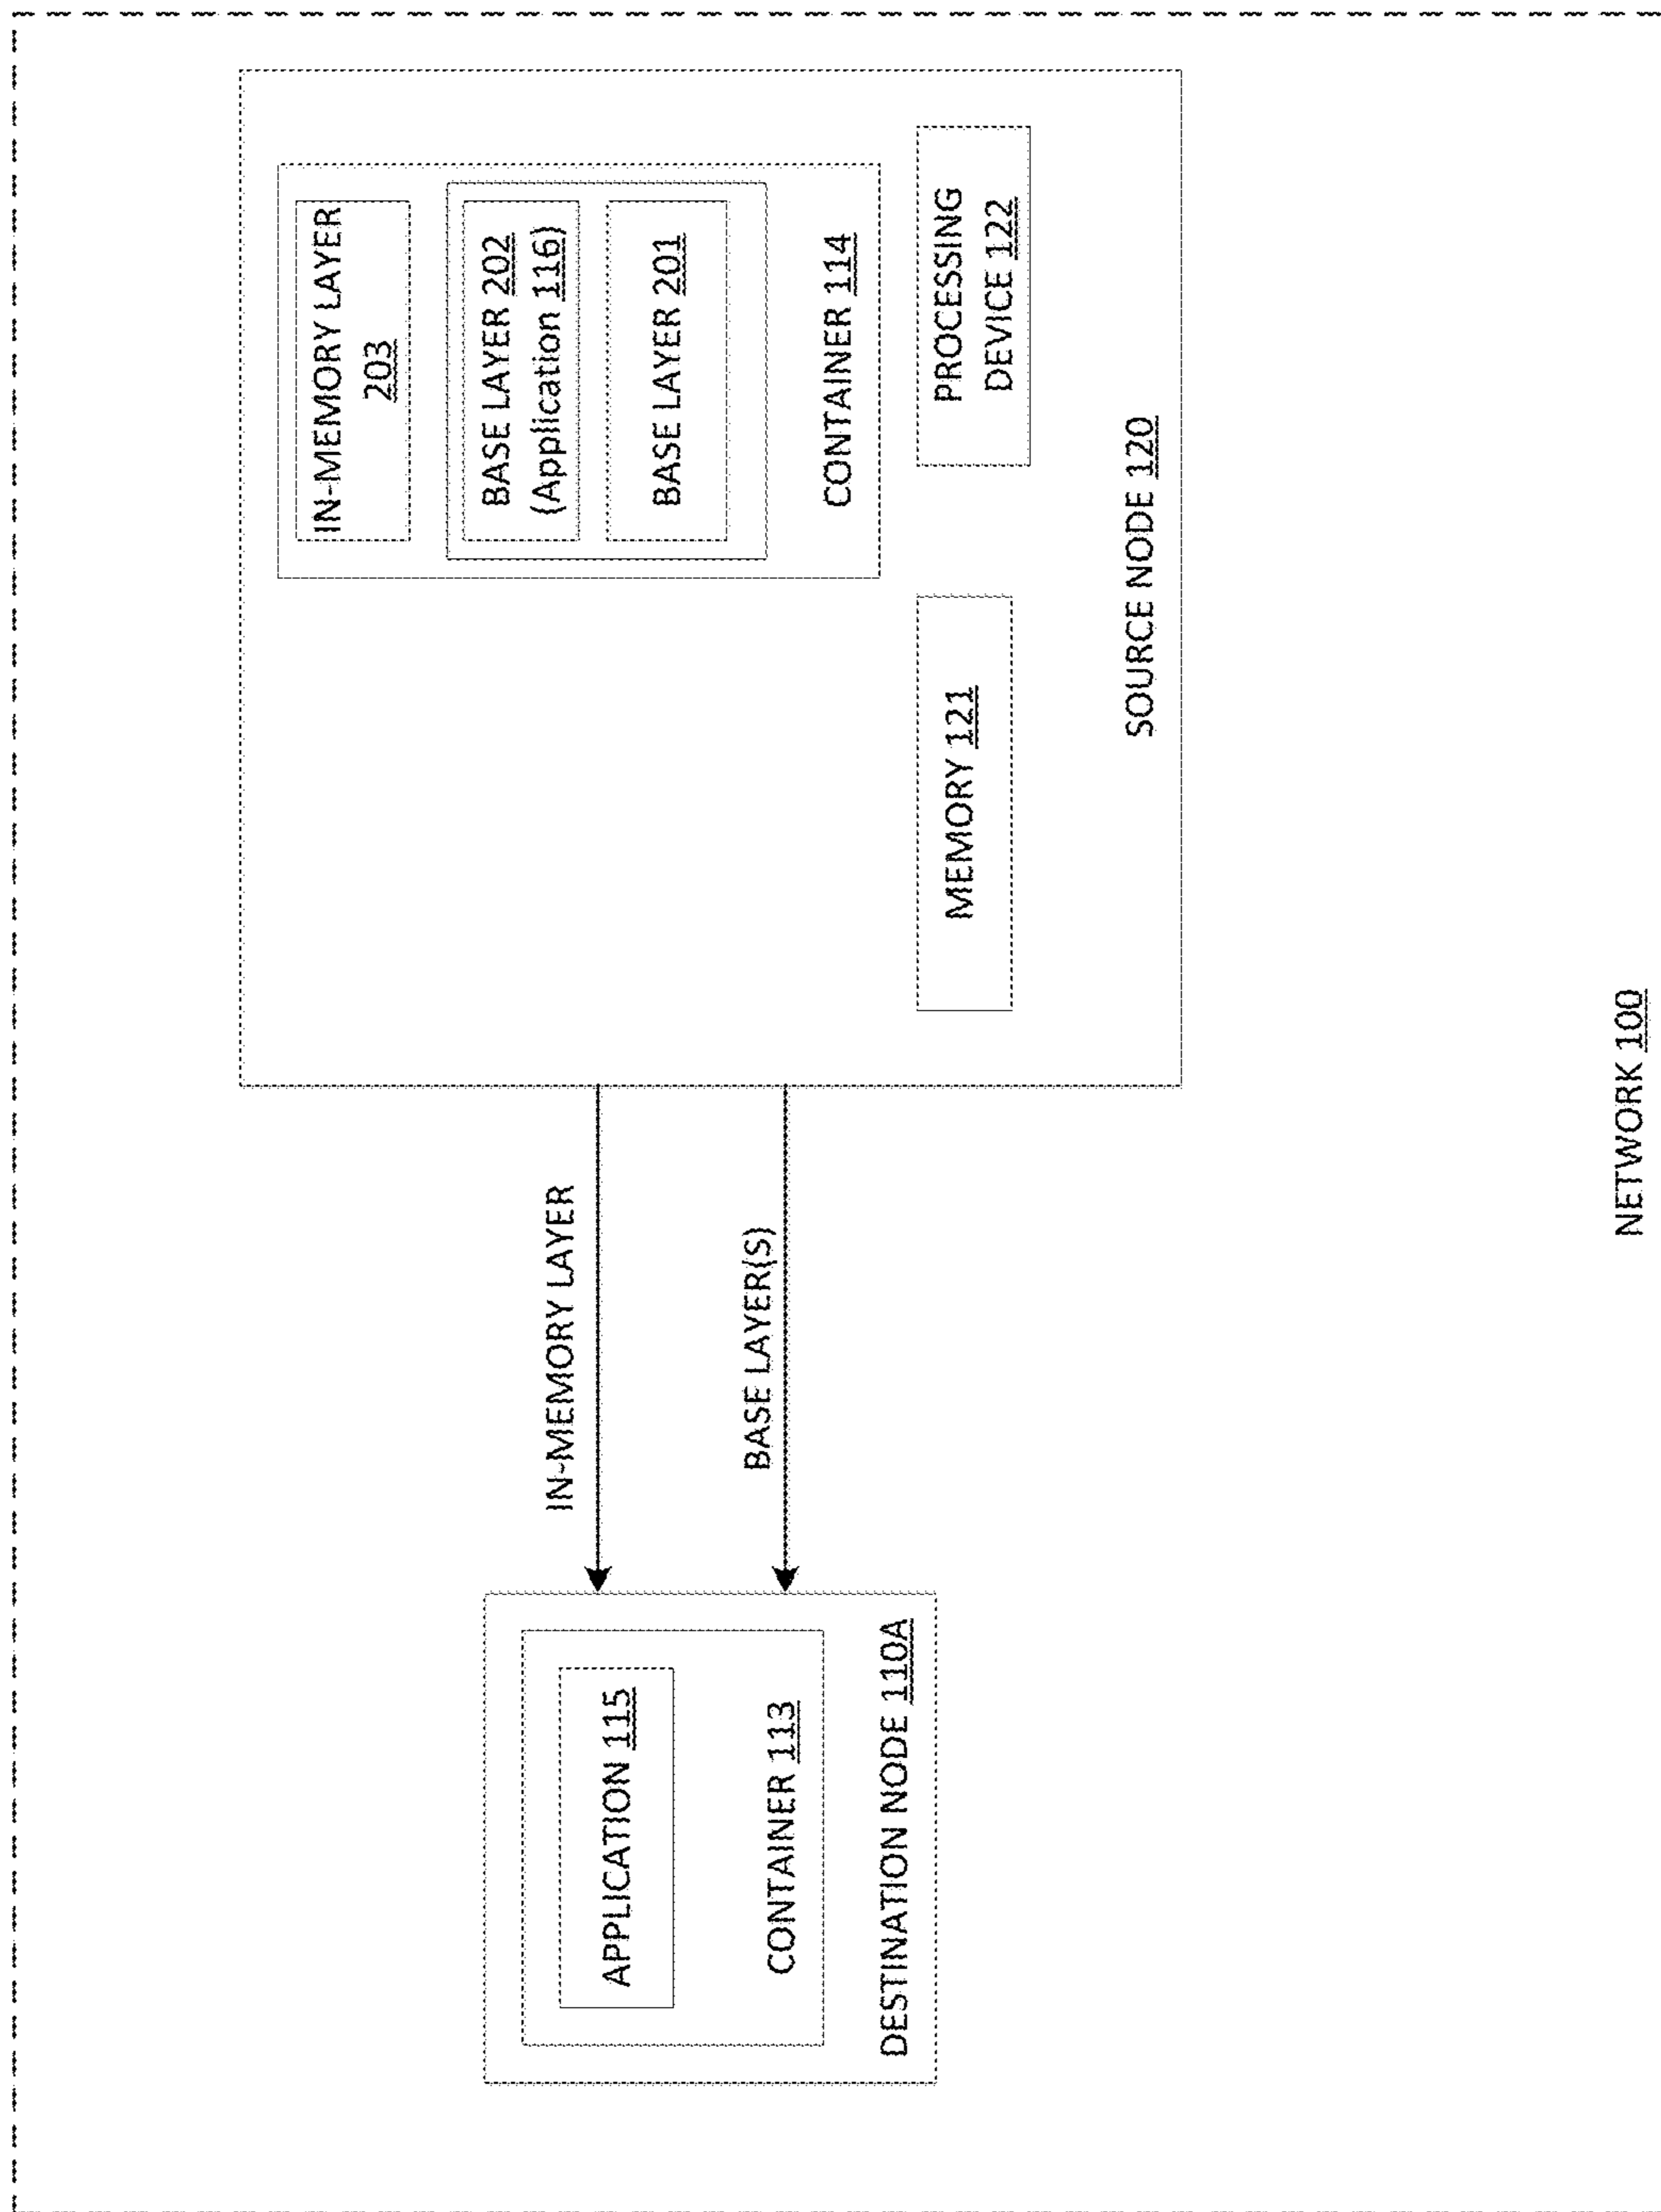 IN-MEMORY LAYER
203
BASE LAYER 202
(Application 116)
BASE LAYER 201
CONTAINER 114
PROCESSING
DEVICE 122
MEMORY 121
SOURCE NODE 120
IN-MEMORY LAYER
BASE LAYER(S)
APPLICATION 115
CONTAINER 113
DESTINATION NODE 110A
NETWORK 100